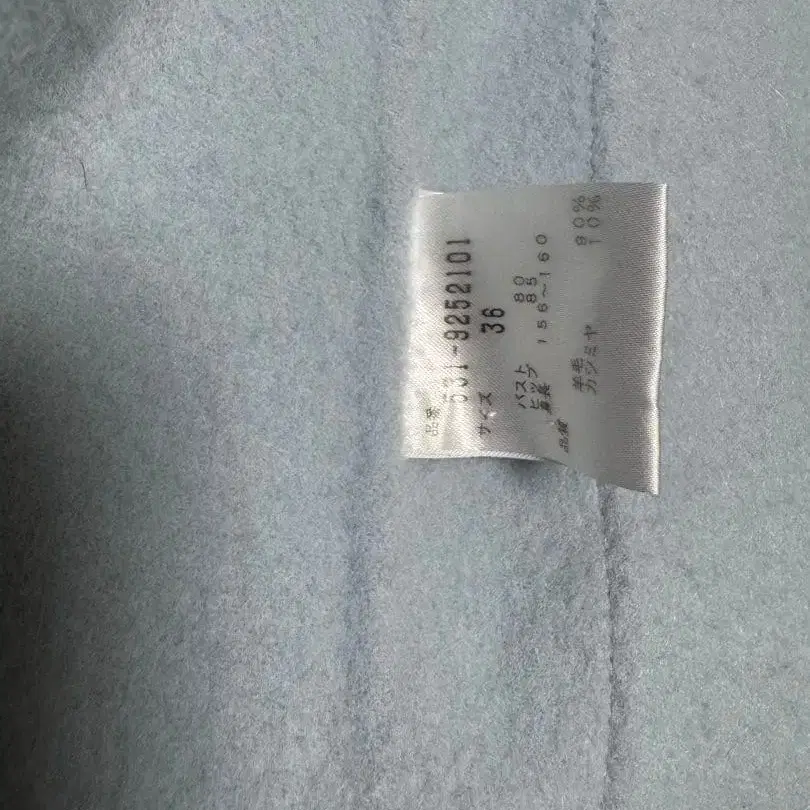 品番 531-9252101
サイズ 36
バスト 80
ヒップ 85
身長 156〜160
品質
羊毛 90%
カシミヤ 10%